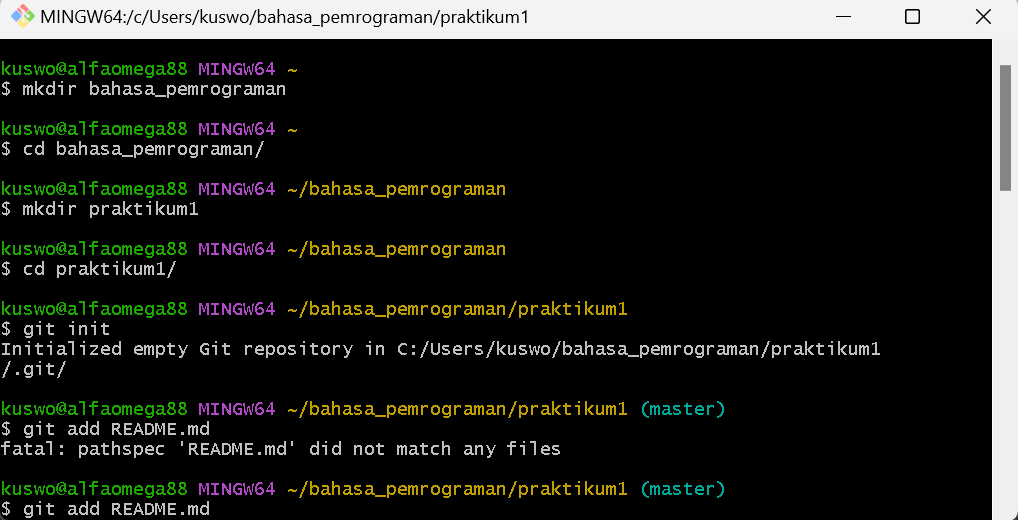 MINGW64:/c/Users/kuswo/bahasa_pemrograman/praktikum1
kuswo@alfaomega88 MINGW64 ~
$ mkdir bahasa_pemrograman
kuswo@alfaomega88 MINGW64 ~
$ cd bahasa_pemrograman/
kuswo@alfaomega88 MINGW64 ~/bahasa_pemrograman
$ mkdir praktikum1
kuswo@alfaomega88 MINGW64 ~/bahasa_pemrograman
$ cd praktikum1/
kuswo@alfaomega88 MINGW64 ~/bahasa_pemrograman/praktikum1
$ git init
Initialized empty Git repository in C:/Users/kuswo/bahasa_pemrograman/praktikum1
/.git/
kuswo@alfaomega88 MINGW64 ~/bahasa_pemrograman/praktikum1 (master)
$ git add README.md
fatal: pathspec 'README.md' did not match any files
kuswo@alfaomega88 MINGW64 ~/bahasa_pemrograman/praktikum1 (master)
$ git add README.md